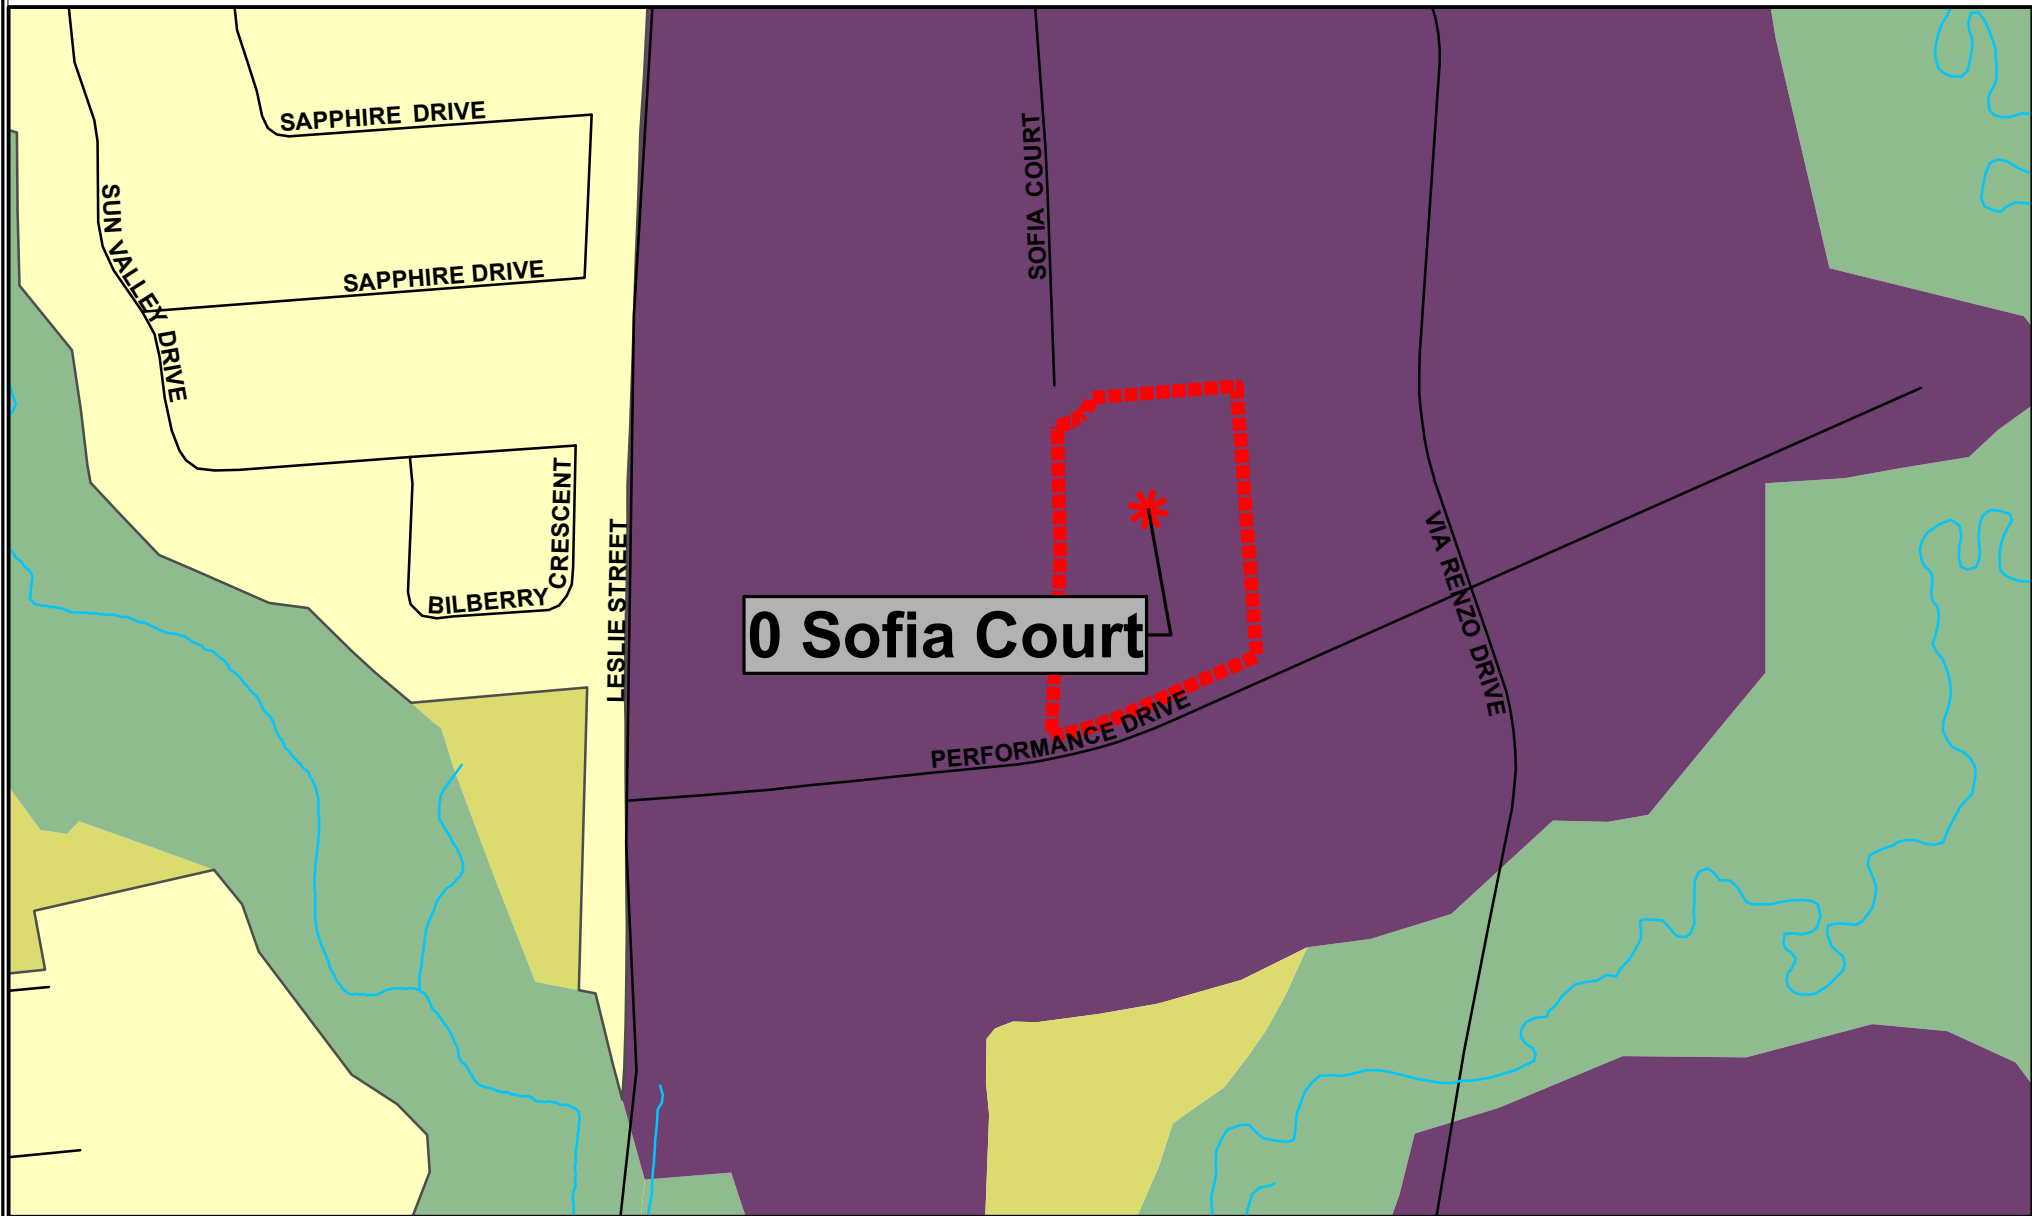 SAPPHIRE DRIVE
SOFIA COURT
SUN VALLEY DRIVE
SAPPHIRE DRIVE
BILBERRY CRESCENT
LESLIE STREET
0 Sofia Court
VIA RENZO DRIVE
PERFORMANCE DRIVE